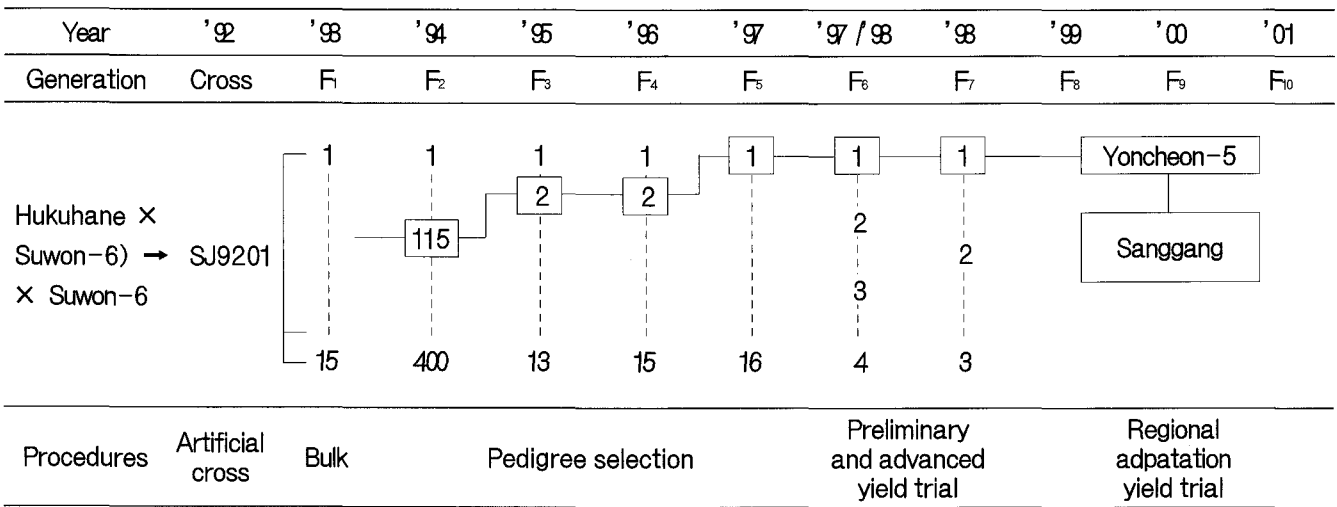 Year '92 '93 '94 '95 '96 '97 '97/'98 '98 '99 '00 '01
Generation Cross F₁ F₂ F₃ F₄ F₅ F₆ F₇ F₈ F₉ F₁₀
1 1 1 1 1 1 1 Yoncheon-5
2 2
Hukuhane × 2
115
Suwon-6) → SJ9201 2 Sanggang
× Suwon-6 3
15 400 13 15 16 4 3
Preliminary Regional
Procedures Artificial Bulk Pedigree selection and advanced adpatation
cross yield trial yield trial